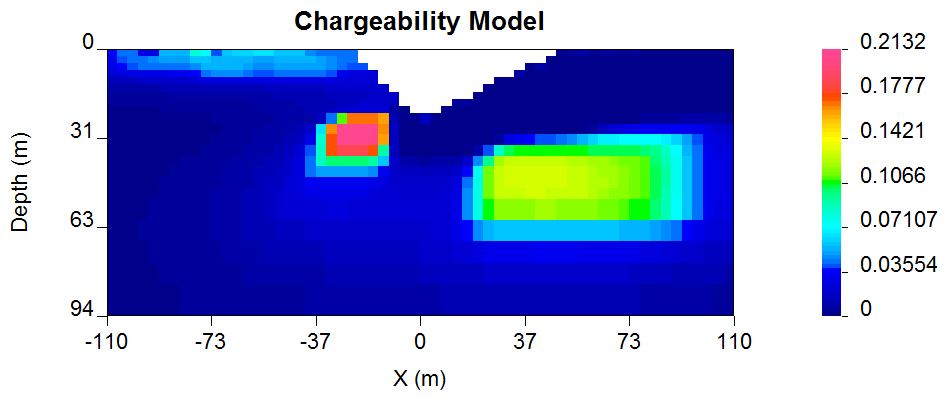 Chargeability Model
0
31
63
94
Depth (m)
-110 -73 -37 0 37 73 110
X (m)
0.2132
0.1777
0.1421
0.1066
0.07107
0.03554
0